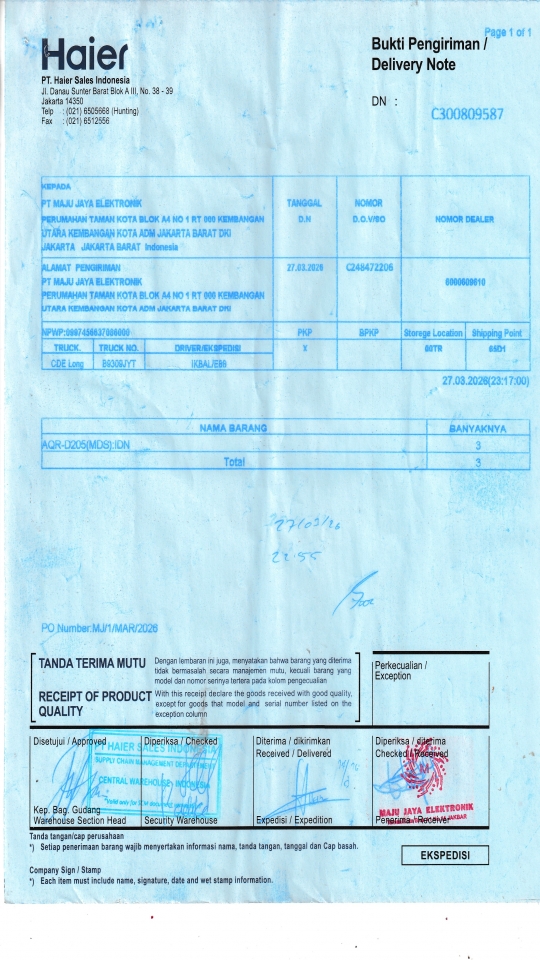 Page 1 of 1
Haier
Bukti Pengiriman /
Delivery Note
PT. Haier Sales Indonesia
Jl. Danau Sunter Barat Blok A III, No. 38 - 39
Jakarta 14350
Telp : (021) 6505668 (Hunting)
Fax : (021) 6512556
DN :
C300809587
KEPADA
PT MAJU JAYA ELEKTRONIK
PERUMAHAN TAMAN KOTA BLOK A4 NO 1 RT 000 KEMBANGAN
UTARA KEMBANGAN KOTA ADM JAKARTA BARAT DKI
JAKARTA JAKARTA BARAT Indonesia
TANGGAL
D.N
NOMOR
D.O.V/SO
NOMOR DEALER
ALAMAT PENGIRIMAN
PT MAJU JAYA ELEKTRONIK
PERUMAHAN TAMAN KOTA BLOK A4 NO 1 RT 000 KEMBANGAN
UTARA KEMBANGAN KOTA ADM JAKARTA BARAT DKI
27.03.2026
C248472206
PKP BPKP Storage Location Shipping Point
TRUCK. TRUCK NO. DRIVER/EKSPEDISI X
CDE Long B9309JYT
27.03.2026(23:17:00)
NAMA BARANG BANYAKNYA
AQR-D205(MDS):IDN 3
Total 3
27/03/26
22:55
PO Number:MJ/1/MAR/2026
TANDA TERIMA MUTU
Dengan lembaran ini juga, menyatakan bahwa barang yang diterima
tidak bermasalah secara manajemen mutu, kecuali barang yang
model dan nomor serinya tertera pada kolom pengecualian
RECEIPT OF PRODUCT
QUALITY
With this receipt declare the goods received with good quality,
except for goods that model and serial number listed on the
exception column
Perkecualian /
Exception
Disetujui / Approved
Diperiksa / Checked
Diterima / dikirimkan
Received / Delivered
Diperiksa / diterima
Checked / Received
PT HAIER SALES INDONESIA
SUPPLY CHAIN MANAGEMENT DEPARTMENT
CENTRAL WAREHOUSE - INDONESIA
M
MAJU JAYA ELEKTRONIK
Kep. Bag. Gudang
Warehouse Section Head
Security Warehouse
Expedisi / Expedition
Penerima / Receiver
Tanda tangan/cap perusahaan
*) Setiap penerimaan barang wajib menyertakan informasi nama, tanda tangan, tanggal dan Cap basah.
EKSPEDISI
Company Sign / Stamp
*) Each item must include name, signature, date and wet stamp information.